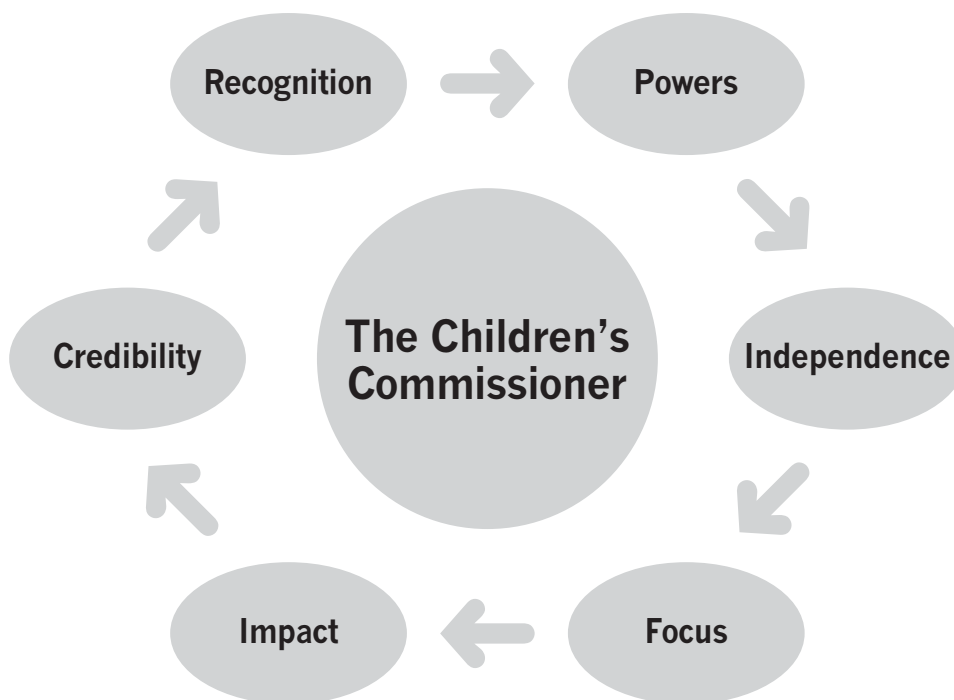 Recognition
Powers
The Children’s
Commissioner
Credibility
Independence
Impact
Focus